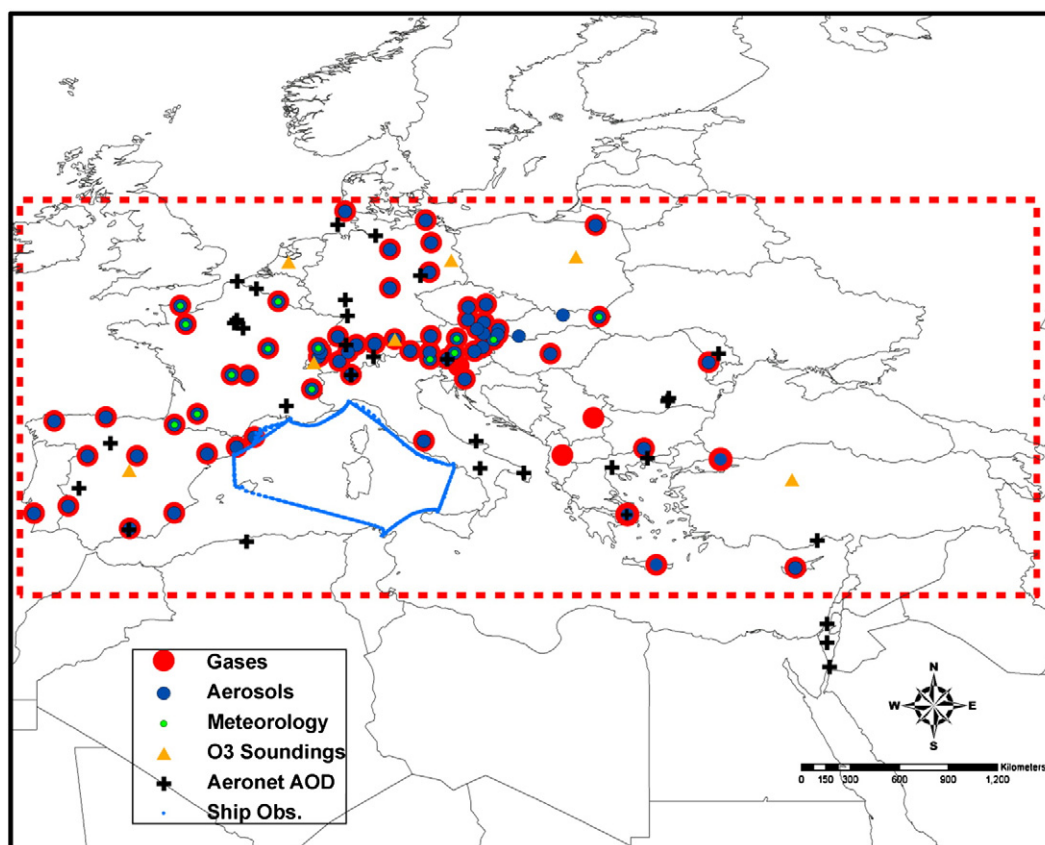 Gases
Aerosols
Meteorology
O3 Soundings
Aeronet AOD
Ship Obs.
N
W E
S
Kilometers
0 150 300 600 900 1,200